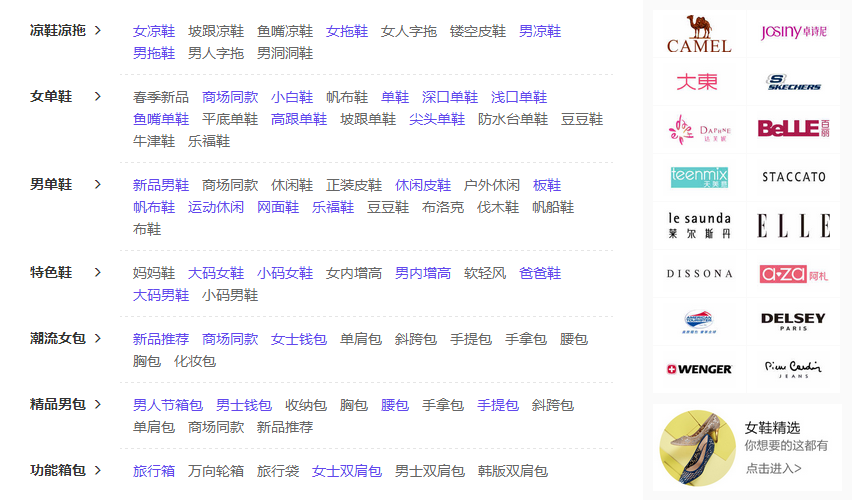 凉鞋凉拖 > 女凉鞋 坡跟凉鞋 鱼嘴凉鞋 女拖鞋 女人字拖 镂空皮鞋 男凉鞋
男拖鞋 男人字拖 男洞洞鞋
女单鞋 > 春季新品 商场同款 小白鞋 帆布鞋 单鞋 深口单鞋 浅口单鞋
鱼嘴单鞋 平底单鞋 高跟单鞋 坡跟单鞋 尖头单鞋 防水台单鞋 豆豆鞋
牛津鞋 乐福鞋
男单鞋 > 新品男鞋 商场同款 休闲鞋 正装皮鞋 休闲皮鞋 户外休闲 板鞋
帆布鞋 运动休闲 网面鞋 乐福鞋 豆豆鞋 布洛克 伐木鞋 帆船鞋
布鞋
特色鞋 > 妈妈鞋 大码女鞋 小码女鞋 女内增高 男内增高 软轻风 爸爸鞋
大码男鞋 小码男鞋
潮流女包 > 新品推荐 商场同款 女士钱包 单肩包 斜跨包 手提包 手拿包 腰包
胸包 化妆包
精品男包 > 男人节箱包 男士钱包 收纳包 胸包 腰包 手拿包 手提包 斜跨包
单肩包 商场同款 新品推荐
功能箱包 > 旅行箱 万向轮箱 旅行袋 女士双肩包 男士双肩包 韩版双肩包
CAMEL
JOSINY 卓诗尼
大東
S
SKECHERS
DAPHNE
达芙妮
BeLLE 百丽
teenmix
天美意
STACCATO
le saunda
莱尔斯丹
ELLE
DISSONA
a·za 阿札
AMERICAN
TOURISTER
DELSEY
PARIS
WENGER
Pierre Cardin
JEANS
女鞋精选
你想要的这都有
点击进入>